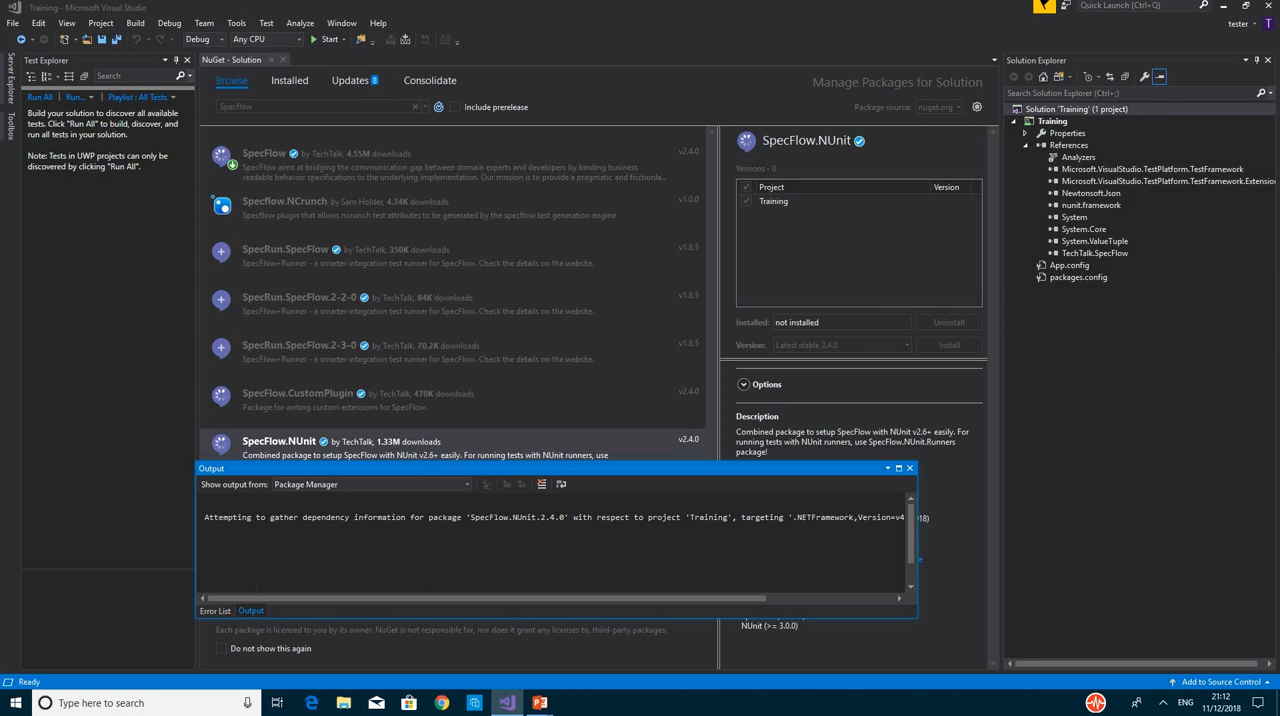 Training - Microsoft Visual Studio
Quick Launch (Ctrl+Q)
File Edit View Project Build Debug Team Tools Test Analyze Window Help
tester T
Debug Any CPU Start
Server Explorer
Toolbox
Test Explorer
Search
Run All Run... Playlist : All Tests
Build your solution to discover all available
tests. Click "Run All" to build, discover, and
run all tests in your solution.
Note: Tests in UWP projects can only be
discovered by clicking "Run All".
NuGet - Solution
Browse Installed Updates 8 Consolidate
Manage Packages for Solution
Specflow
Include prerelease
Package source: nuget.org
SpecFlow by TechTalk, 4.55M downloads v2.4.0
SpecFlow aims at bridging the communication gap between domain experts and developers by binding business
readable behavior specifications to the underlying implementation. Our mission is to provide a pragmatic and frictionle...
Specflow.NCrunch by Sam Holder, 4.34K downloads v1.0.0
Specflow plugin that allows ncrunch test attributes to be generated by the specflow test generation engine
SpecRun.SpecFlow by TechTalk, 350K downloads v1.8.5
SpecFlow+Runner - a smarter integration test runner for SpecFlow. Check the details on the website.
SpecRun.SpecFlow.2-2-0 by TechTalk, 84K downloads v1.8.5
SpecFlow+Runner - a smarter integration test runner for SpecFlow. Check the details on the website.
SpecRun.SpecFlow.2-3-0 by TechTalk, 70.2K downloads v1.8.5
SpecFlow+Runner - a smarter integration test runner for SpecFlow. Check the details on the website.
SpecFlow.CustomPlugin by TechTalk, 470K downloads v2.4.0
Package for writing custom extensions for SpecFlow.
SpecFlow.NUnit by TechTalk, 1.33M downloads v2.4.0
Combined package to setup SpecFlow with NUnit v2.6+ easily. For running tests with NUnit runners, use
SpecFlow.NUnit
Versions - 0
Project Version
Training
Installed: not installed Uninstall
Version: Latest stable 2.4.0 Install
Options
Description
Combined package to setup SpecFlow with NUnit v2.6+ easily. For
running tests with NUnit runners, use SpecFlow.NUnit.Runners
package!
018)
NUnit (>= 3.0.0)
Output
Show output from: Package Manager
Attempting to gather dependency information for package 'SpecFlow.NUnit.2.4.0' with respect to project 'Training', targeting '.NETFramework,Version=v4
Error List Output
Each package is licensed to you by its owner. NuGet is not responsible for, nor does it grant any licenses to, third-party packages.
Do not show this again
Solution Explorer
Search Solution Explorer (Ctrl+;)
Solution 'Training' (1 project)
Training
Properties
References
Analyzers
Microsoft.VisualStudio.TestPlatform.TestFramework
Microsoft.VisualStudio.TestPlatform.TestFramework.Extensio
Newtonsoft.Json
nunit.framework
System
System.Core
System.ValueTuple
TechTalk.SpecFlow
App.config
packages.config
Ready
Add to Source Control
Type here to search
ENG
21:12
11/12/2018